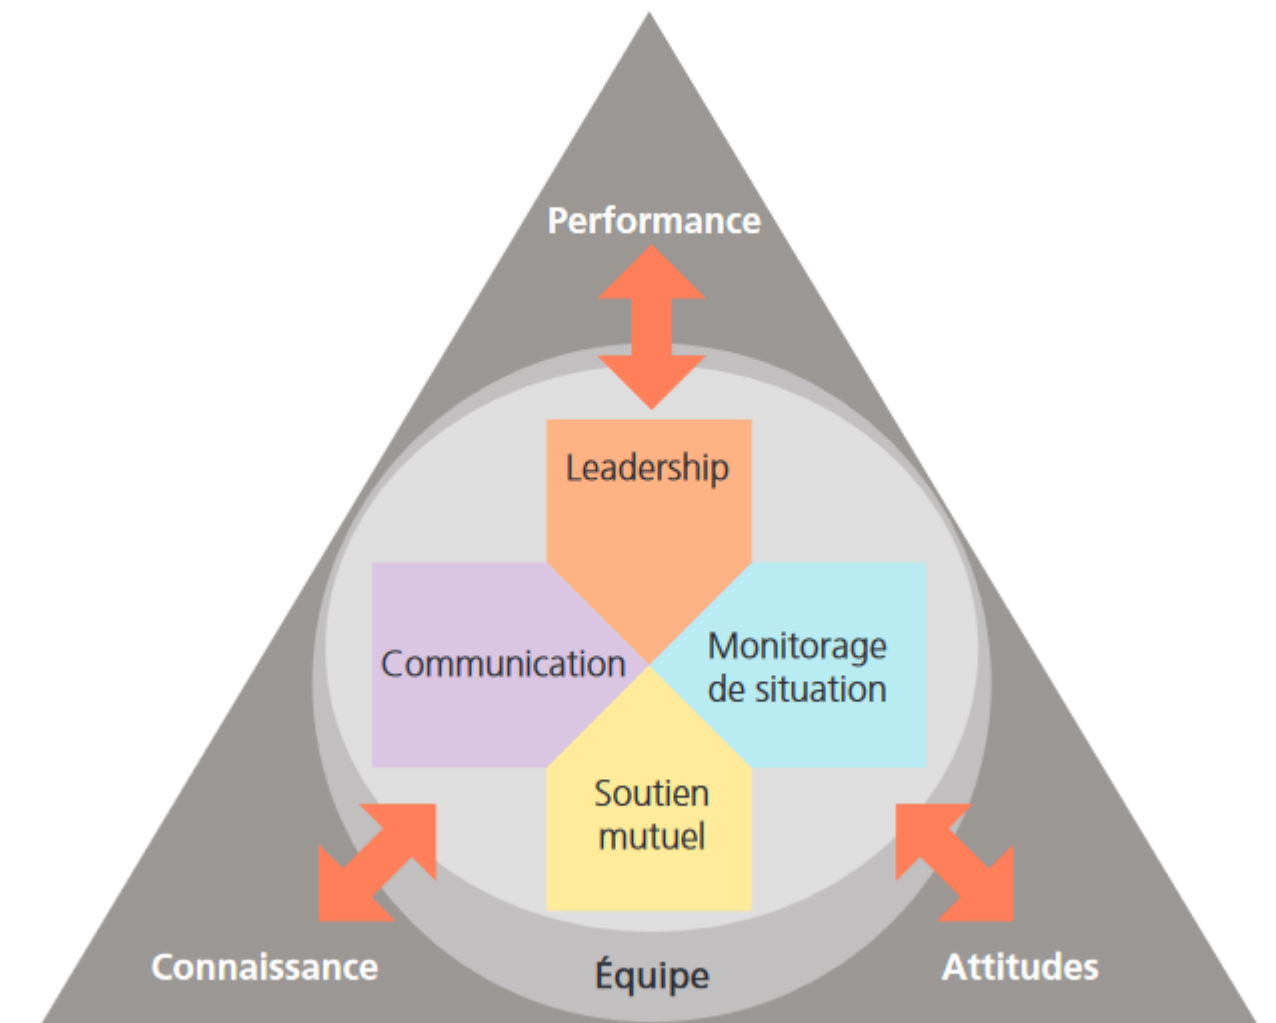 Performance
Leadership
Communication
Monitorage
de situation
Soutien
mutuel
Connaissance
Équipe
Attitudes